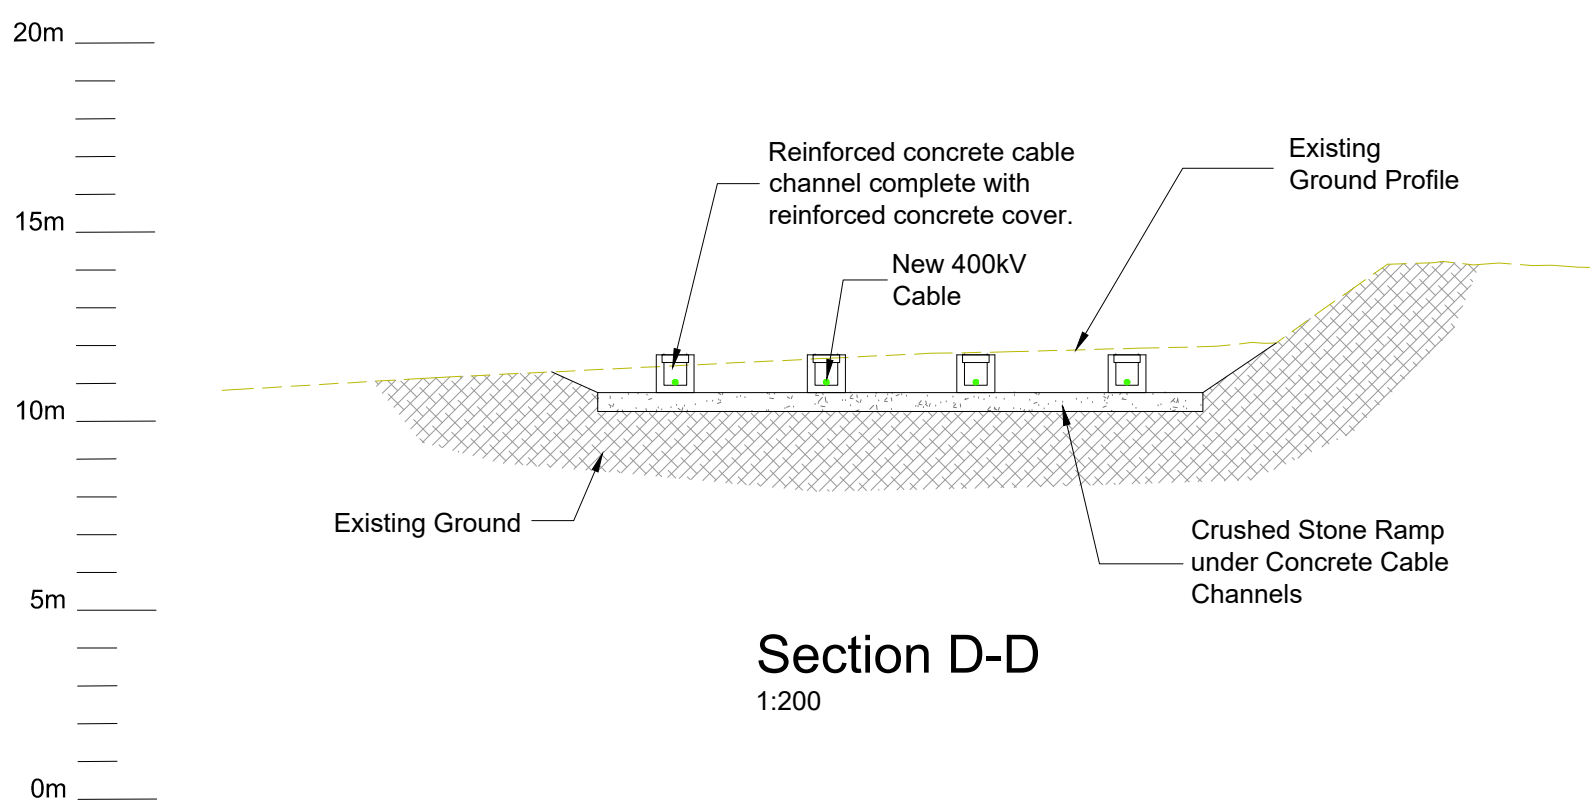 20m
15m
10m
5m
0m
Reinforced concrete cable
channel complete with
reinforced concrete cover.
New 400kV
Cable
Existing
Ground Profile
Existing Ground
Crushed Stone Ramp
under Concrete Cable
Channels
Section D-D
1:200